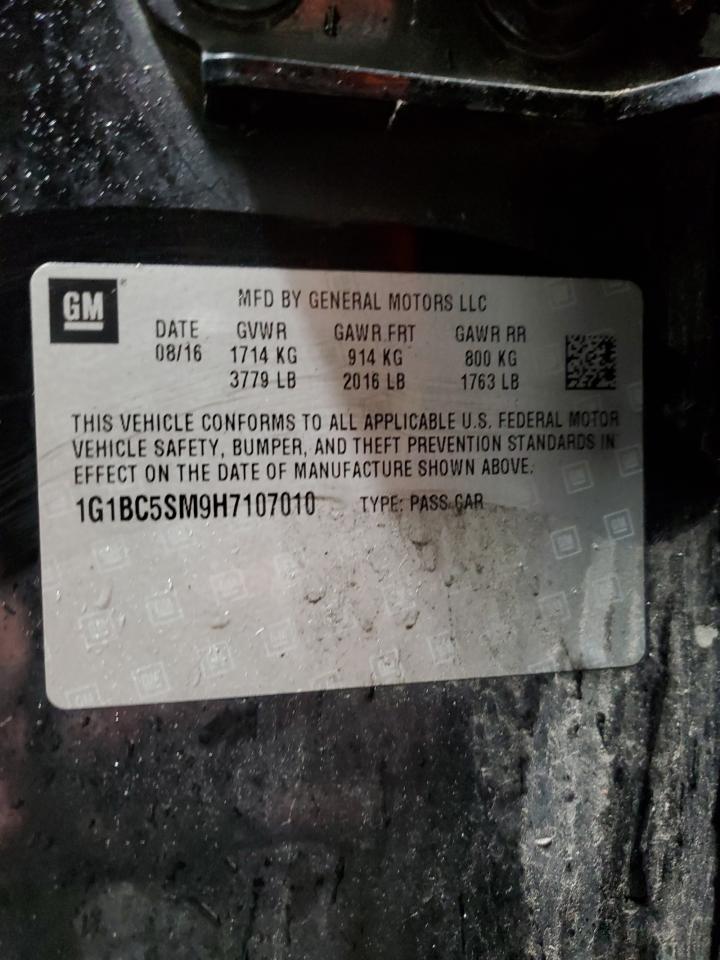 GM
MFD BY GENERAL MOTORS LLC
DATE GVWR GAWR FRT GAWR RR
08/16 1714 KG 914 KG 800 KG
3779 LB 2016 LB 1763 LB
THIS VEHICLE CONFORMS TO ALL APPLICABLE U.S. FEDERAL MOTOR
VEHICLE SAFETY, BUMPER, AND THEFT PREVENTION STANDARDS IN
EFFECT ON THE DATE OF MANUFACTURE SHOWN ABOVE.
1G1BC5SM9H7107010 TYPE: PASS CAR